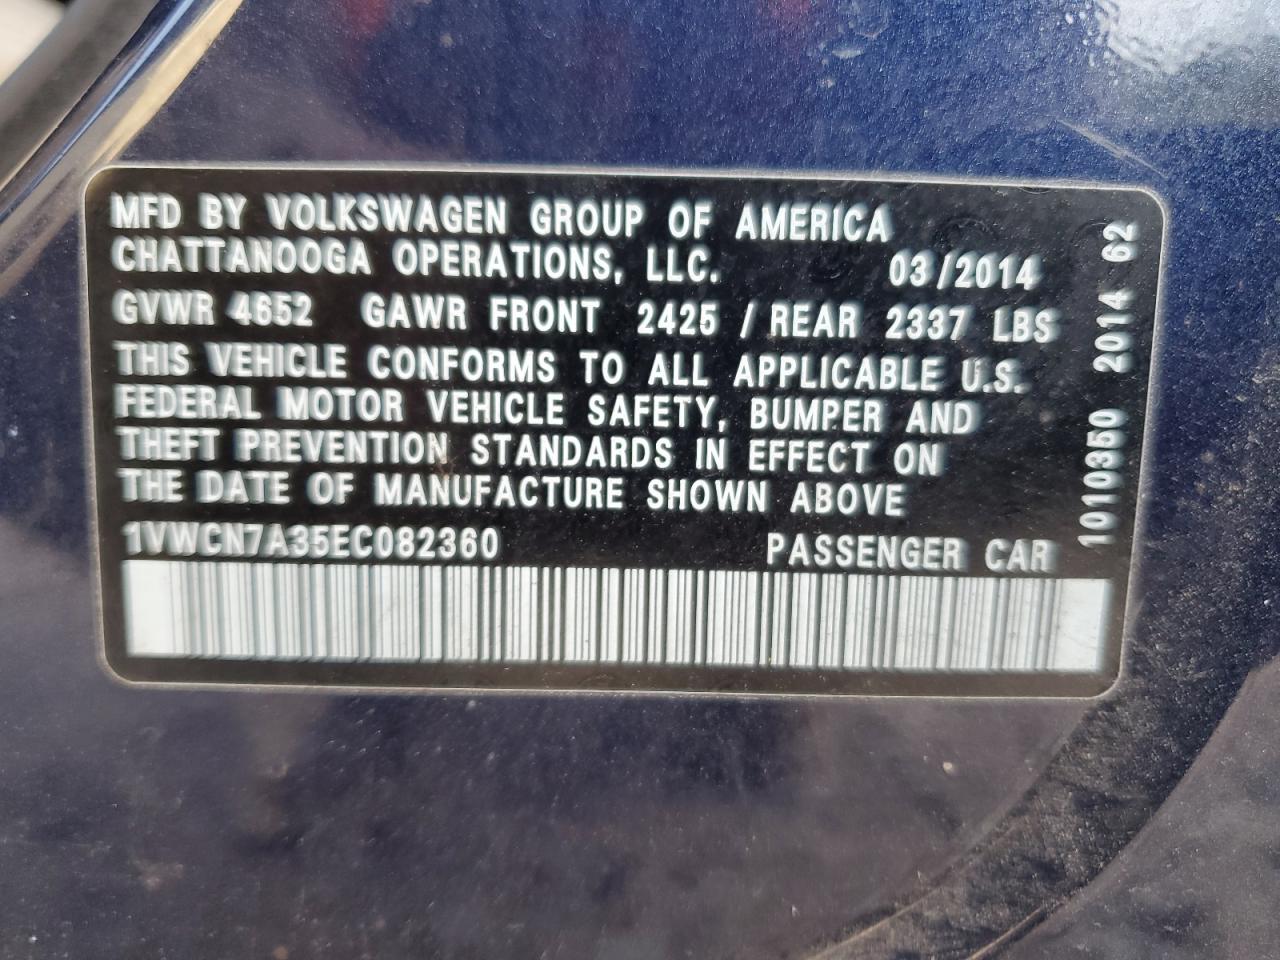 MFD BY VOLKSWAGEN GROUP OF AMERICA
CHATTANOOGA OPERATIONS, LLC. 03/2014
GVWR 4652 GAWR FRONT 2425 / REAR 2337 LBS
THIS VEHICLE CONFORMS TO ALL APPLICABLE U.S.
FEDERAL MOTOR VEHICLE SAFETY, BUMPER AND
THEFT PREVENTION STANDARDS IN EFFECT ON
THE DATE OF MANUFACTURE SHOWN ABOVE
1VWCN7A35EC082360 PASSENGER CAR
1010350 2014 62